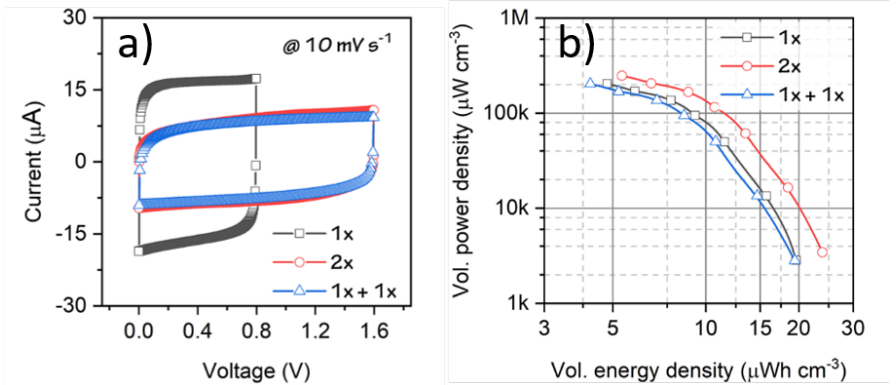 a)
@ 10 mV s⁻¹
30
15
0
-15
-30
Current (μA)
1x
2x
1x + 1x
0.0 0.4 0.8 1.2 1.6
Voltage (V)
b)
1x
2x
1x + 1x
1M
100k
10k
1k
Vol. power density (μW cm⁻³)
3 5 10 15 20 30
Vol. energy density (μWh cm⁻³)